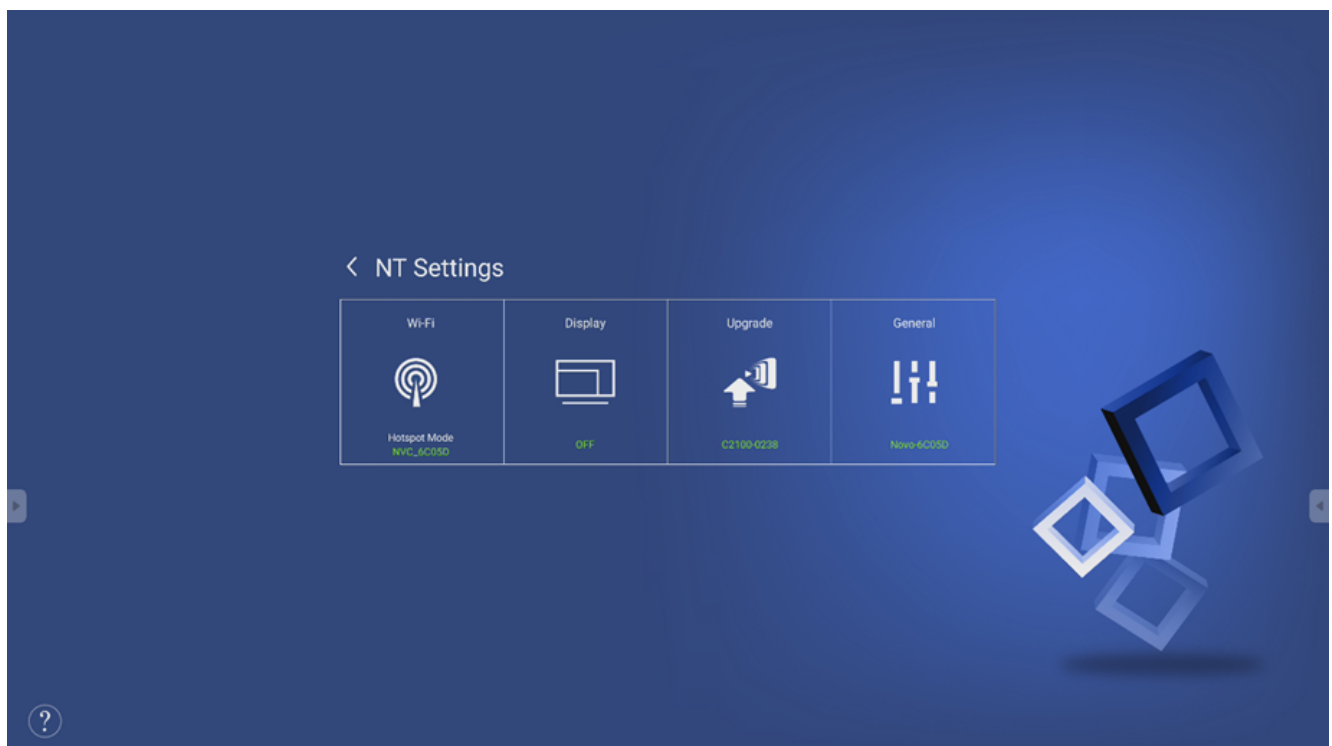 < NT Settings
Wi-Fi
Display
Upgrade
General
Hotspot Mode
NVC_6C05D
OFF
C2100-0238
Novo-6C05D
?